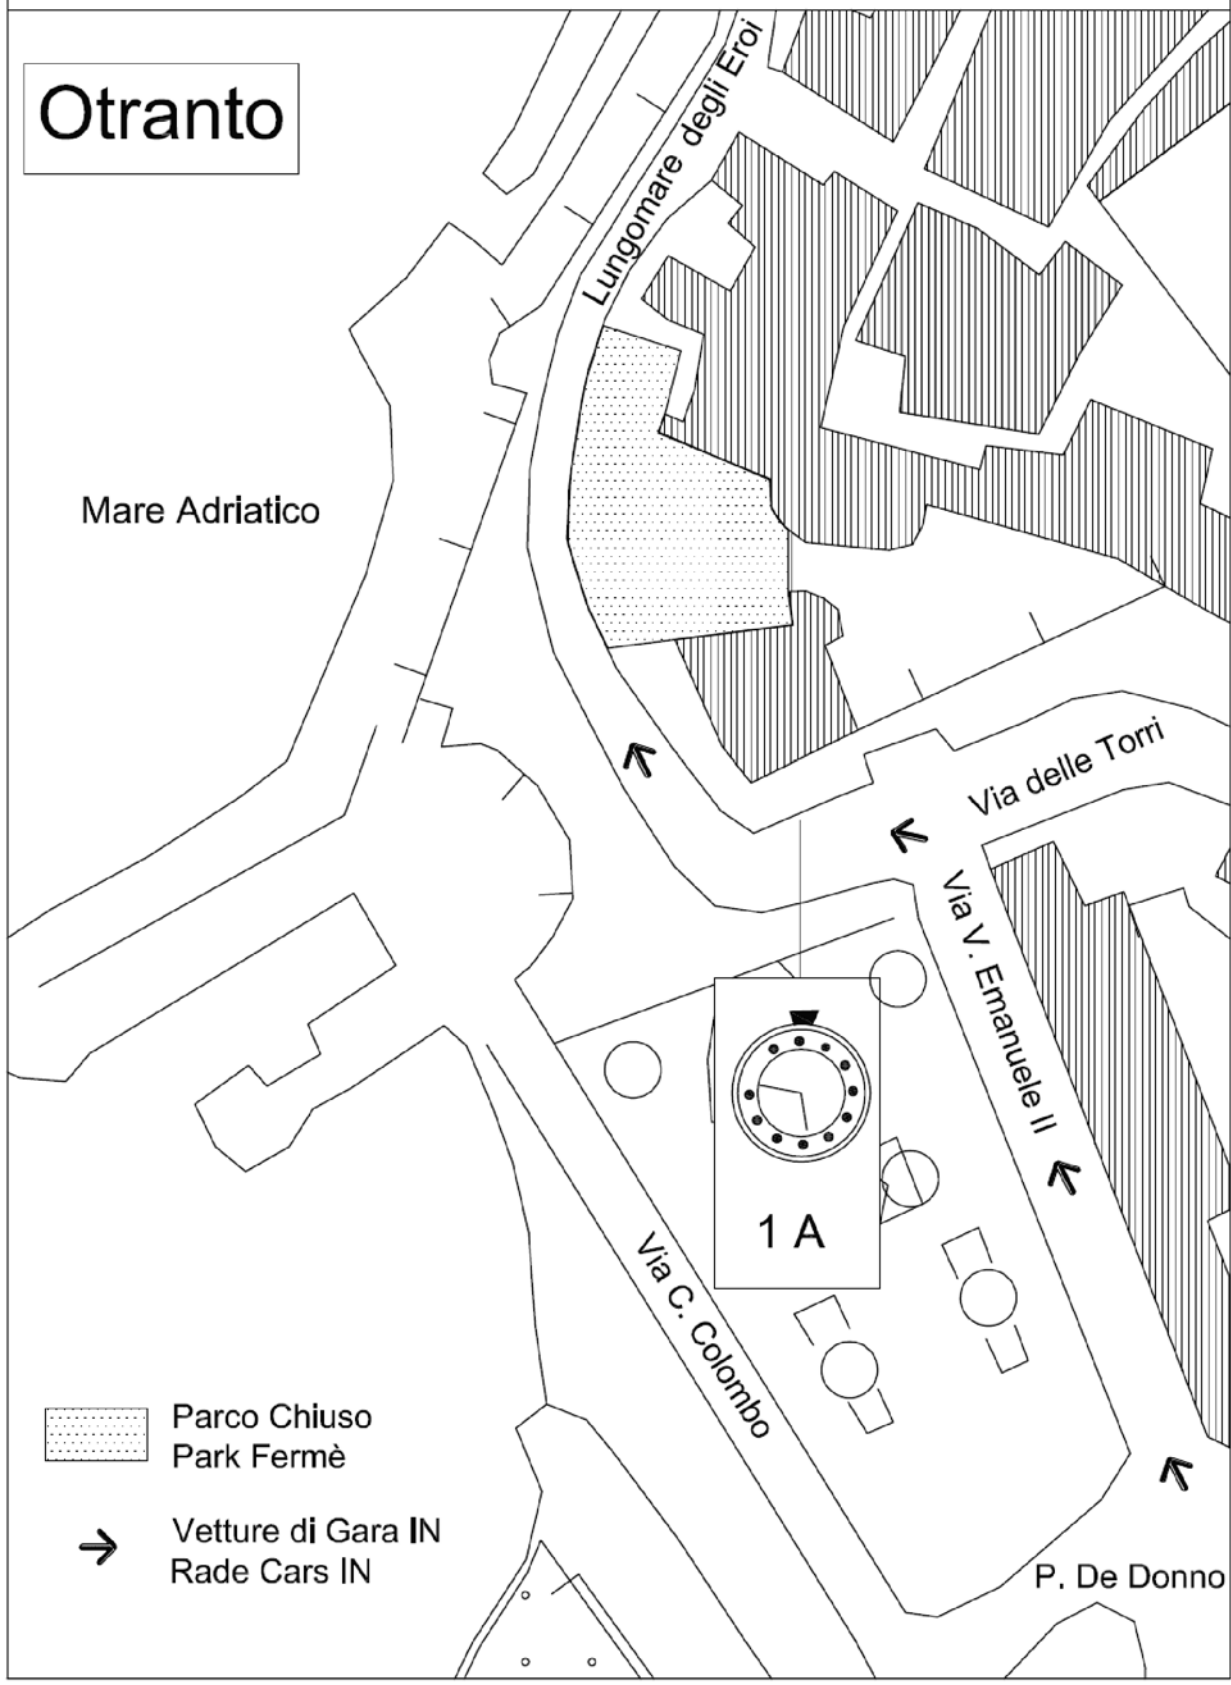 Otranto
Lungomare degli Eroi
Mare Adriatico
Via delle Torri
Via V. Emanuele II
1 A
Via C. Colombo
Parco Chiuso
Park Fermè
Vetture di Gara IN
Rade Cars IN
P. De Donno